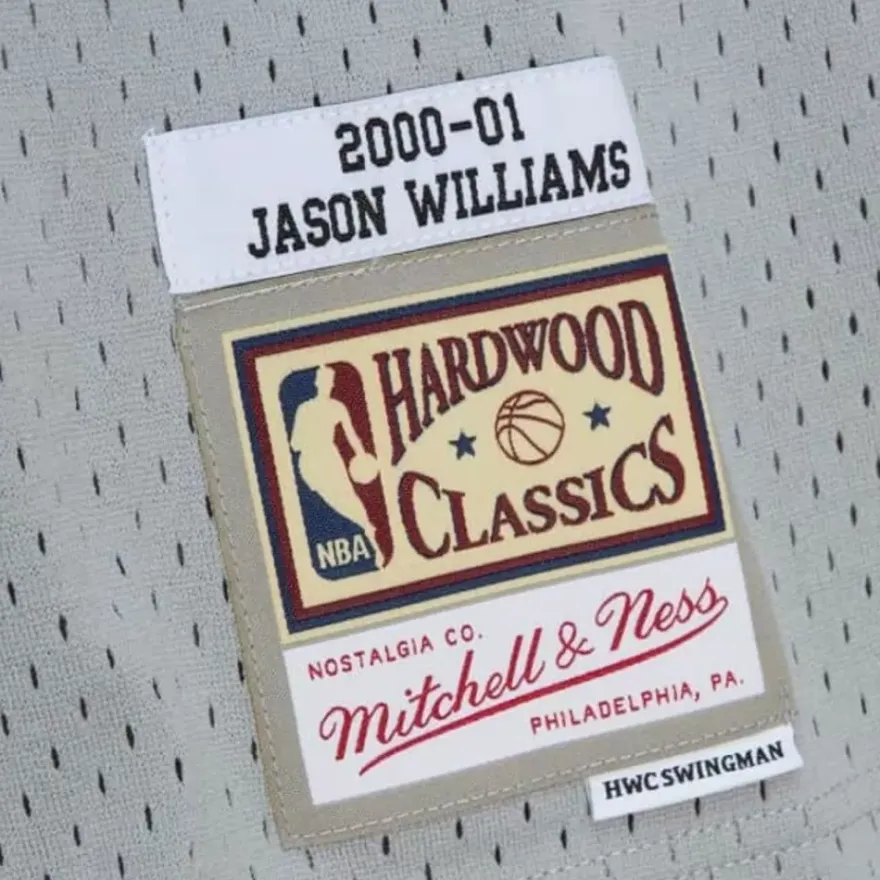 2000-01
JASON WILLIAMS
HARDWOOD
CLASSICS
NBA
NOSTALGIA CO.
Mitchell & Ness
PHILADELPHIA, PA.
HWC SWINGMAN